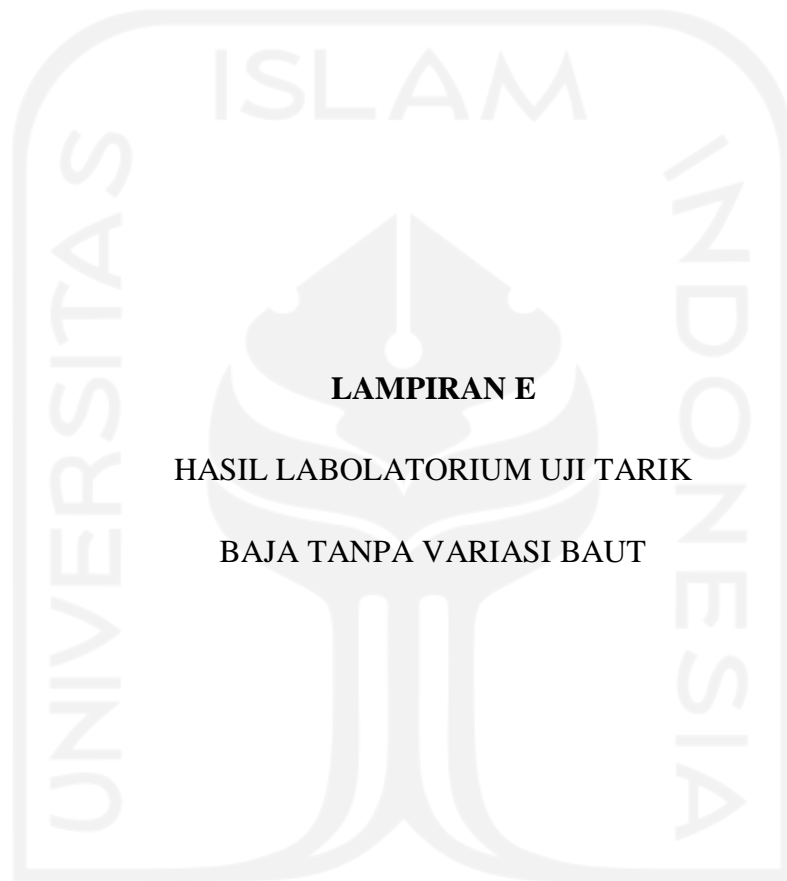 ISLAM
UNIVERSITAS
INDONESIA
LAMPIRAN E
HASIL LABOLATORIUM UJI TARIK
BAJA TANPA VARIASI BAUT